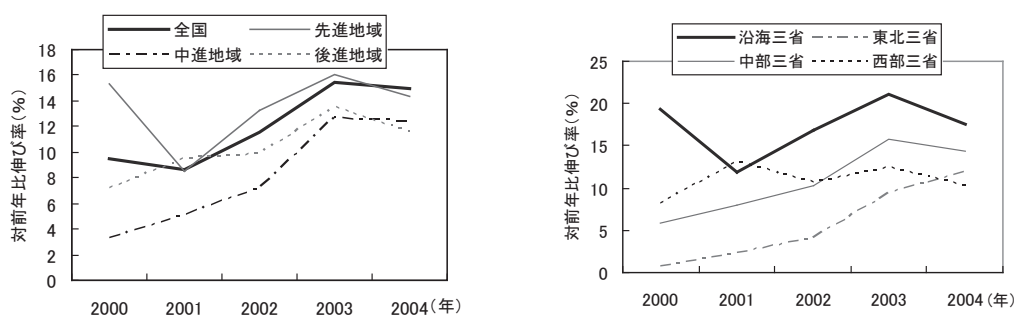 全国 先進地域
中進地域 後進地域
対前年比伸び率(%)
18
16
14
12
10
8
6
4
2
0
2000 2001 2002 2003 2004(年)
沿海三省 東北三省
中部三省 西部三省
対前年比伸び率(%)
25
20
15
10
5
0
2000 2001 2002 2003 2004(年)